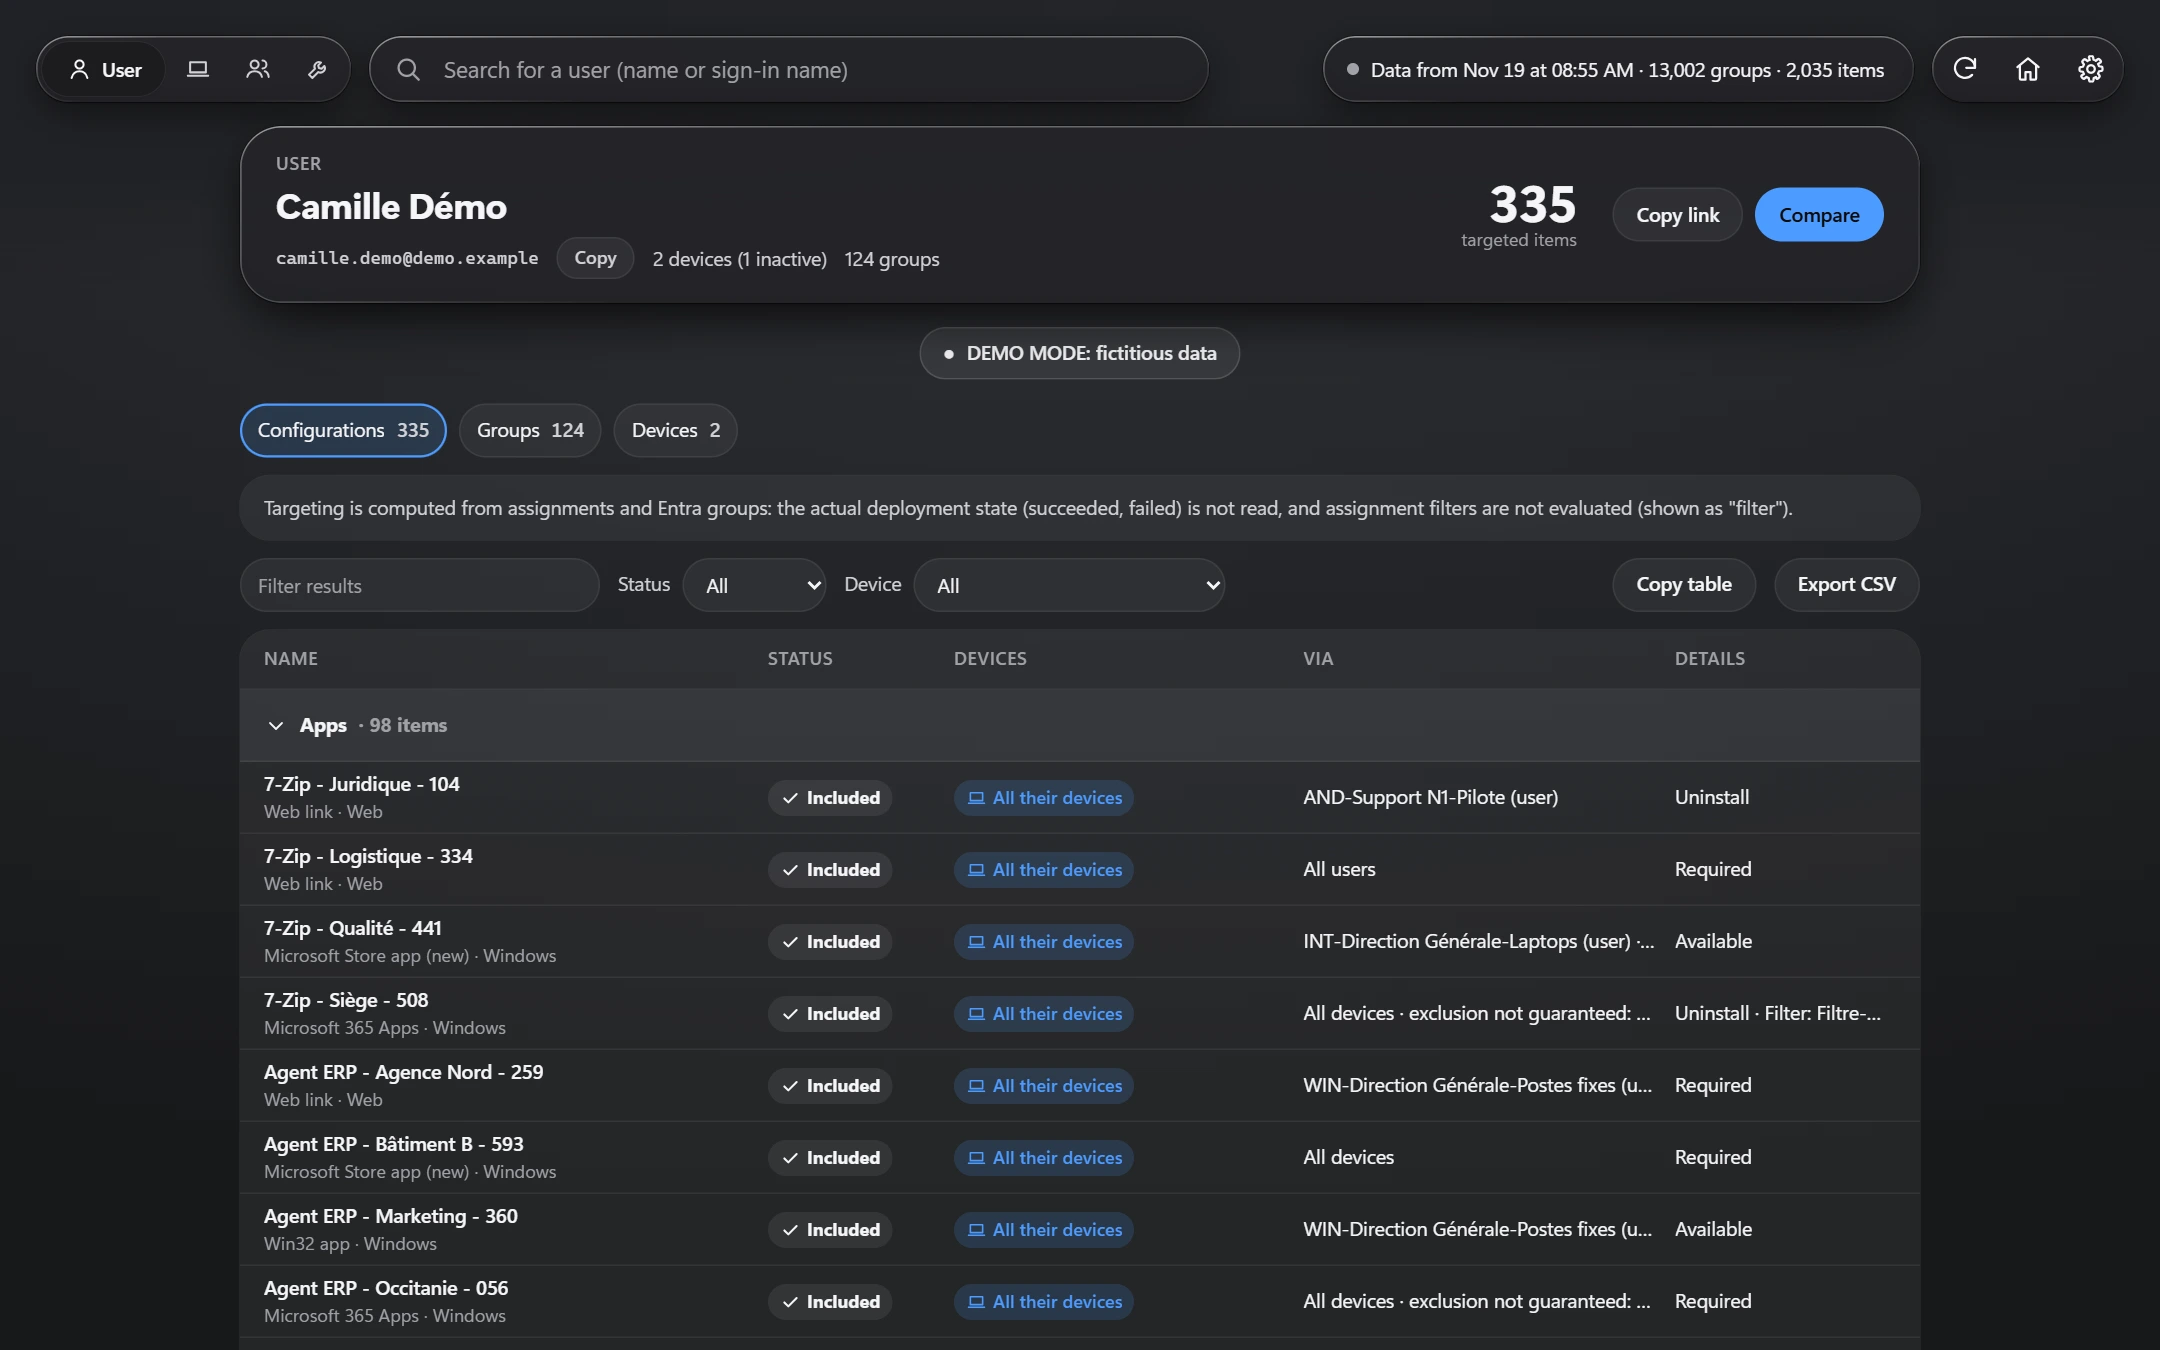 User
Search for a user (name or sign-in name)
Data from Nov 19 at 08:55 AM · 13,002 groups · 2,035 items
USER
Camille Démo
camille.demo@demo.example Copy 2 devices (1 inactive) 124 groups
335
targeted items
Copy link
Compare
DEMO MODE: fictitious data
Configurations 335
Groups 124
Devices 2
Targeting is computed from assignments and Entra groups: the actual deployment state (succeeded, failed) is not read, and assignment filters are not evaluated (shown as "filter").
Filter results
Status All
Device All
Copy table
Export CSV
NAME STATUS DEVICES VIA DETAILS
Apps · 98 items
7-Zip - Juridique - 104
Web link · Web
Included All their devices AND-Support N1-Pilote (user) Uninstall
7-Zip - Logistique - 334
Web link · Web
Included All their devices All users Required
7-Zip - Qualité - 441
Microsoft Store app (new) · Windows
Included All their devices INT-Direction Générale-Laptops (user) ·... Available
7-Zip - Siège - 508
Microsoft 365 Apps · Windows
Included All their devices All devices · exclusion not guaranteed: ... Uninstall · Filter: Filtre-...
Agent ERP - Agence Nord - 259
Web link · Web
Included All their devices WIN-Direction Générale-Postes fixes (u... Required
Agent ERP - Bâtiment B - 593
Microsoft Store app (new) · Windows
Included All their devices All devices Required
Agent ERP - Marketing - 360
Win32 app · Windows
Included All their devices WIN-Direction Générale-Postes fixes (u... Available
Agent ERP - Occitanie - 056
Microsoft 365 Apps · Windows
Included All their devices All devices · exclusion not guaranteed: ... Required